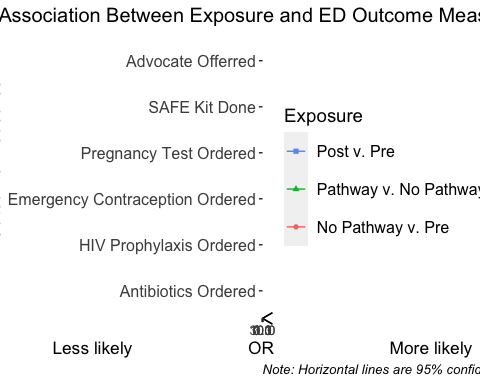 Association Between Exposure and ED Outcome Meas
Advocate Offerred
SAFE Kit Done
Pregnancy Test Ordered
Emergency Contraception Ordered
HIV Prophylaxis Ordered
Antibiotics Ordered
Exposure
Post v. Pre
Pathway v. No Pathway
No Pathway v. Pre
Less likely
OR
More likely
Note: Horizontal lines are 95% confid